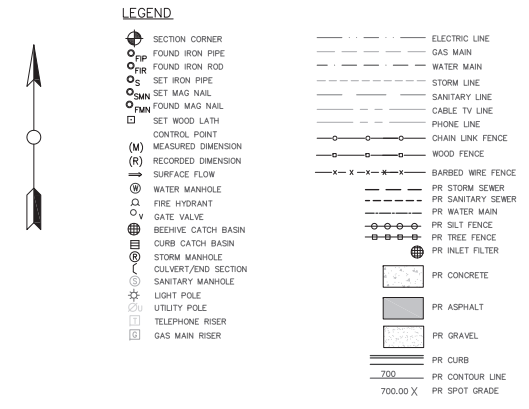 LEGEND
SECTION CORNER
FIP FOUND IRON PIPE
FIR FOUND IRON ROD
S SET IRON PIPE
SMN SET MAG NAIL
FMN FOUND MAG NAIL
SET WOOD LATH
CONTROL POINT
(M) MEASURED DIMENSION
(R) RECORDED DIMENSION
SURFACE FLOW
W WATER MANHOLE
FIRE HYDRANT
V GATE VALVE
BEEHIVE CATCH BASIN
CURB CATCH BASIN
R STORM MANHOLE
CULVERT/END SECTION
S SANITARY MANHOLE
LIGHT POLE
U UTILITY POLE
T TELEPHONE RISER
G GAS MAIN RISER
ELECTRIC LINE
GAS MAIN
WATER MAIN
STORM LINE
SANITARY LINE
CABLE TV LINE
PHONE LINE
CHAIN LINK FENCE
WOOD FENCE
x x x x BARBED WIRE FENCE
PR STORM SEWER
PR SANITARY SEWER
PR WATER MAIN
PR SILT FENCE
PR TREE FENCE
PR INLET FILTER
PR CONCRETE
PR ASPHALT
PR GRAVEL
PR CURB
700 PR CONTOUR LINE
700.00 X PR SPOT GRADE